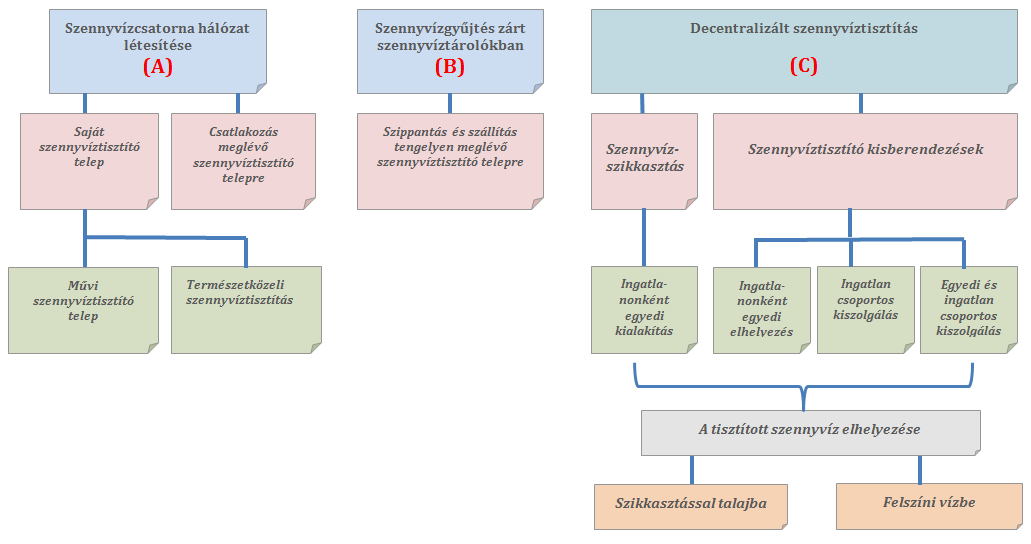 Szennyvízcsatorna hálózat
létesítése
(A)
Szennyvízgyűjtés zárt
szennyvíztárolókban
(B)
Decentralizált szennyvíztisztítás
(C)
Saját
szennyvíztisztító
telep
Csatlakozás
meglévő
szennyvíztisztító
telepre
Szippantás és szállítás
tengelyen meglévő
szennyvíztisztító telepre
Szennyvíz-
szikkasztás
Szennyvíztisztító kisberendezések
Művi
szennyvíztisztító
telep
Természetközeli
szennyvíztisztítás
Ingatla-
nonként
egyedi
kialakítás
Ingatla-
nonként
egyedi
elhelyezés
Ingatlan
csoportos
kiszolgálás
Egyedi és
ingatlan
csoportos
kiszolgálás
A tisztított szennyvíz elhelyezése
Szikkasztással talajba
Felszíni vízbe